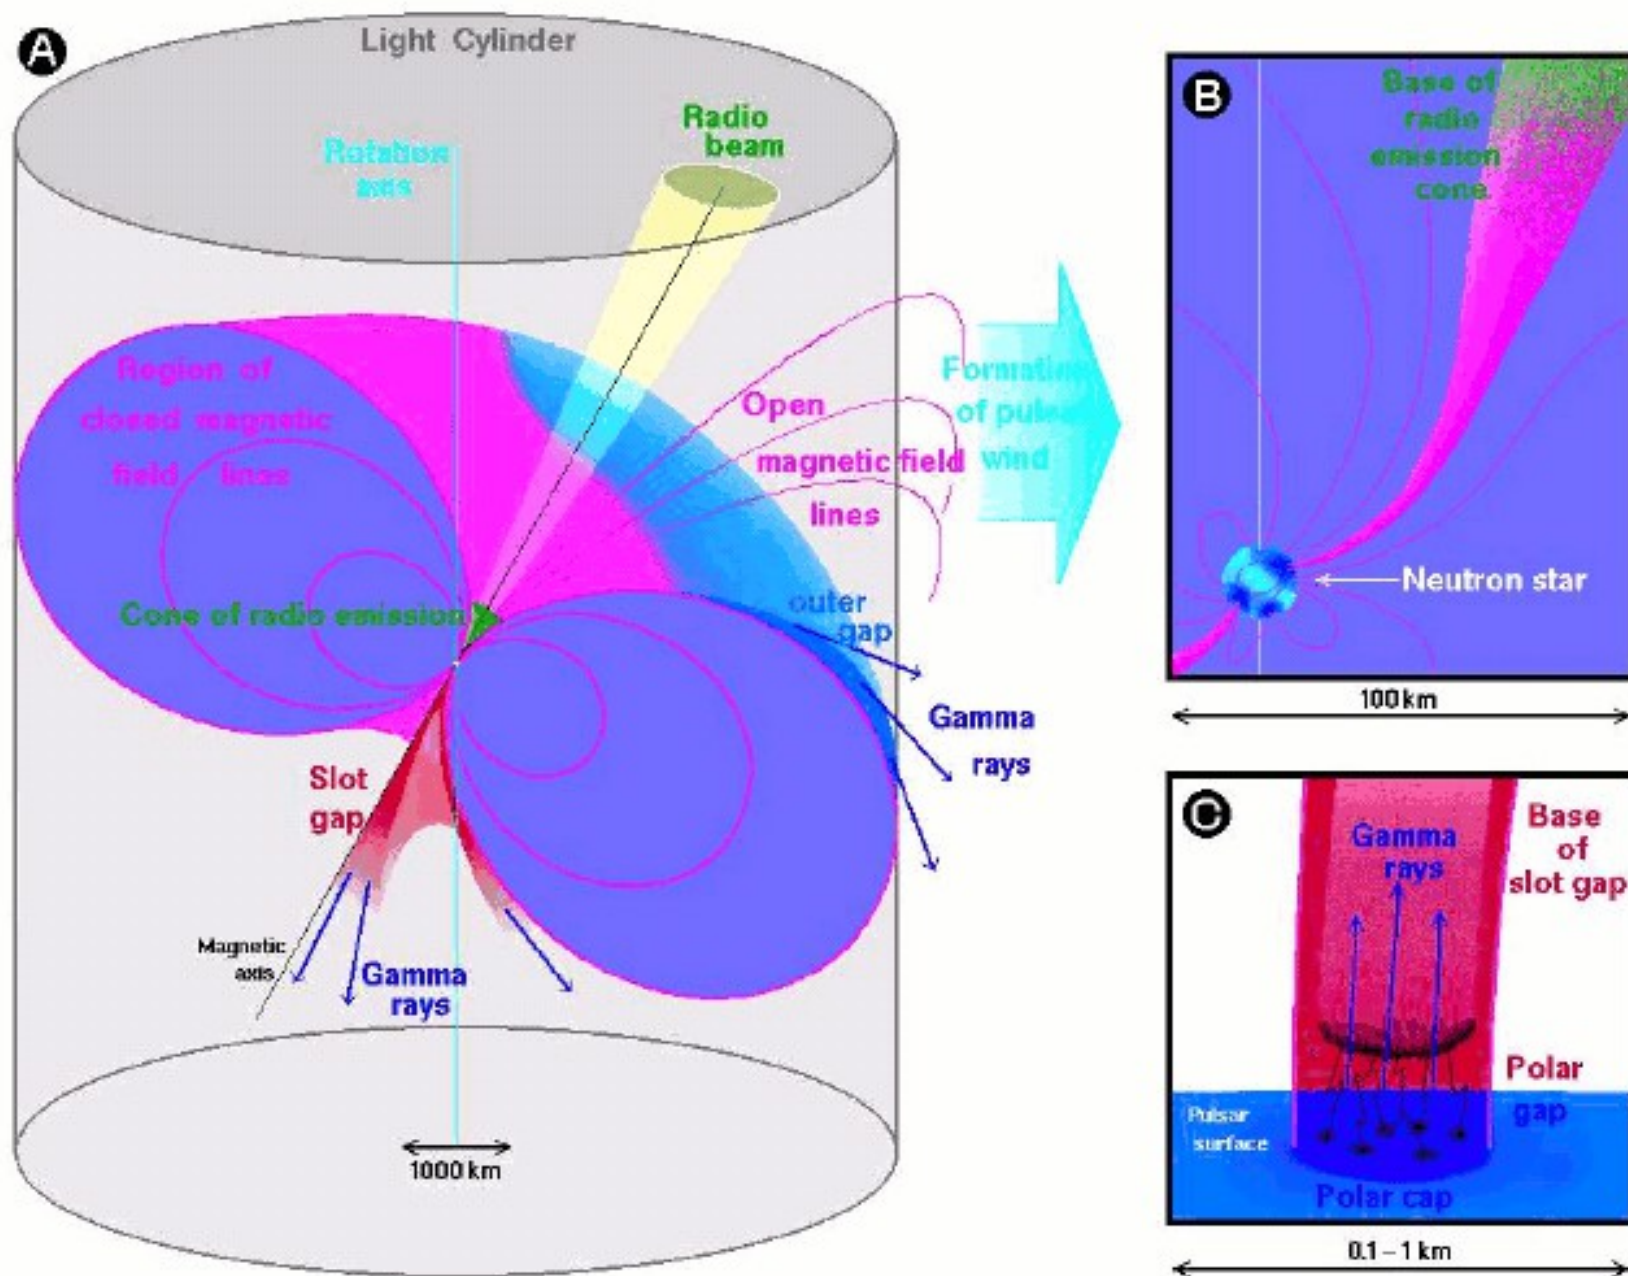 A
Light Cylinder
Rotation
axis
Radio
beam
Region of
closed magnetic
field lines
Open
magnetic field
lines
Formation
of pulsar
wind
Cone of radio emission
outer
gap
Gamma
rays
Slot
gap
Magnetic
axis
Gamma
rays
1000 km
B
Base of
radio
emission
cone
Neutron star
100 km
C
Gamma
rays
Base
of
slot gap
Polar
gap
Pulsar
surface
Polar cap
0.1 – 1 km